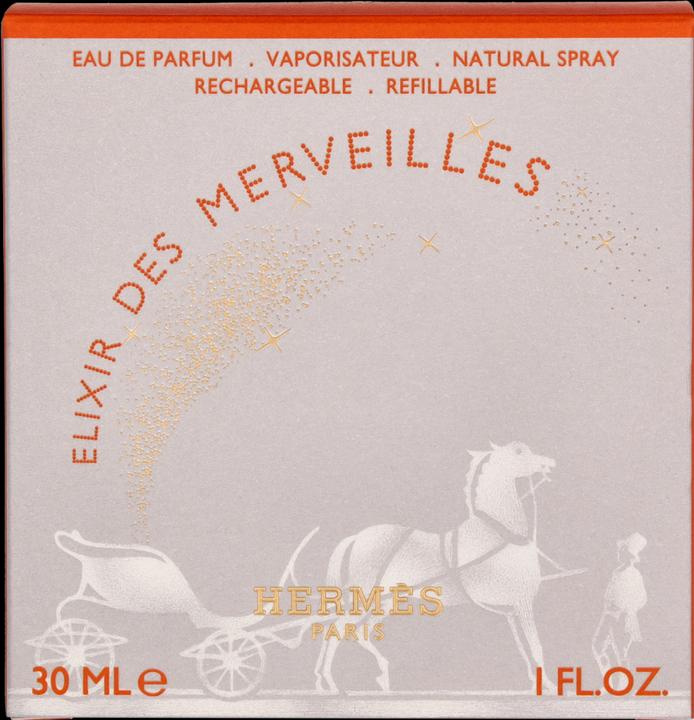 EAU DE PARFUM . VAPORISATEUR . NATURAL SPRAY
RECHARGEABLE . REFILLABLE
ELIXIR DES MERVEILLES
HERMÈS
PARIS
30 ML e 1 FL.OZ.